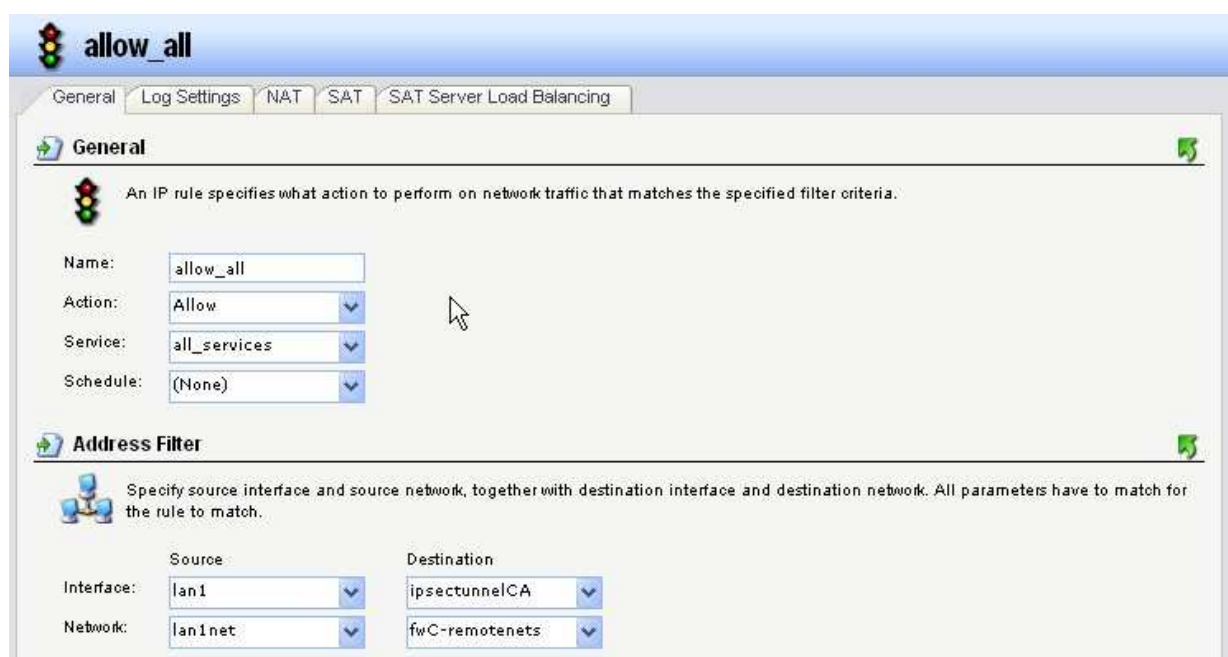 allow_all
General Log Settings NAT SAT SAT Server Load Balancing
General
An IP rule specifies what action to perform on network traffic that matches the specified filter criteria.
Name: allow_all
Action: Allow
Service: all_services
Schedule: (None)
Address Filter
Specify source interface and source network, together with destination interface and destination network. All parameters have to match for
the rule to match.
Source Destination
Interface: lan1 ipsectunnelCA
Network: lan1net fwC-remotenets